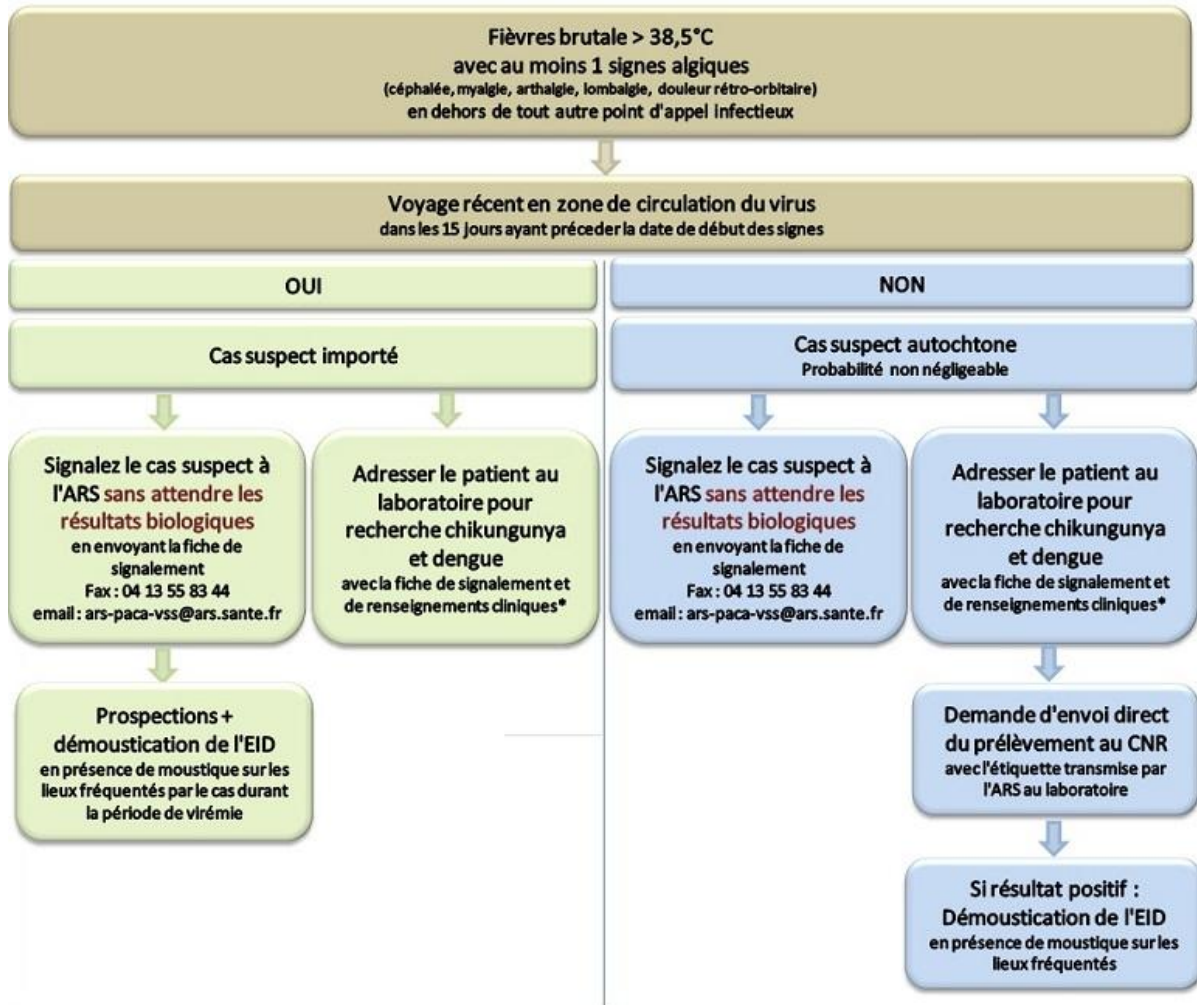 Fièvres brutale > 38,5°C
avec au moins 1 signes algiques
(céphalée, myalgie, arthalgie, lombalgie, douleur rétro-orbitaire)
en dehors de tout autre point d'appel infectieux
Voyage récent en zone de circulation du virus
dans les 15 jours ayant préceder la date de début des signes
OUI
Cas suspect importé
Signalez le cas suspect à
l'ARS sans attendre les
résultats biologiques
en envoyant la fiche de
signalement
Fax : 04 13 55 83 44
email : ars-paca-vss@ars.sante.fr
Adresser le patient au
laboratoire pour
recherche chikungunya
et dengue
avec la fiche de signalement et
de renseignements cliniques*
Prospections +
démoustication de l'EID
en présence de moustique sur les
lieux fréquentés par le cas durant
la période de virémie
NON
Cas suspect autochtone
Probabilité non négligeable
Signalez le cas suspect à
l'ARS sans attendre les
résultats biologiques
en envoyant la fiche de
signalement
Fax : 04 13 55 83 44
email : ars-paca-vss@ars.sante.fr
Adresser le patient au
laboratoire pour
recherche chikungunya
et dengue
avec la fiche de signalement et
de renseignements cliniques*
Demande d'envoi direct
du prélèvement au CNR
avec l'étiquette transmise par
l'ARS au laboratoire
Si résultat positif :
Démoustication de l'EID
en présence de moustique sur les
lieux fréquentés